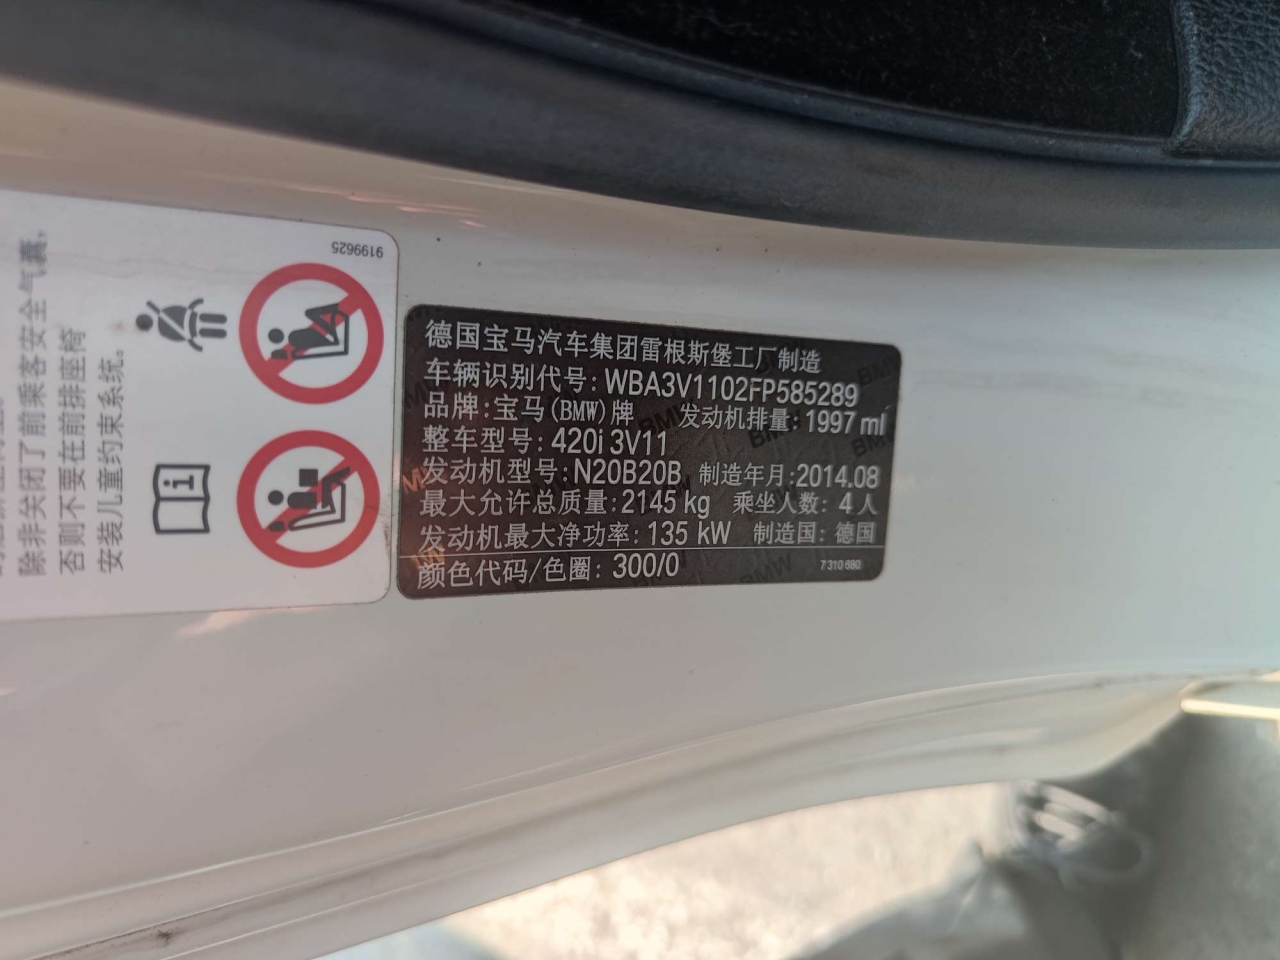 9199625
除非关闭了前乘客安全气囊,
否则不要在前排座椅
安装儿童约束系统。
德国宝马汽车集团雷根斯堡工厂制造
车辆识别代号: WBA3V1102FP585289
品牌: 宝马(BMW)牌 发动机排量: 1997 ml
整车型号: 420i 3V11
发动机型号: N20B20B 制造年月:2014.08
最大允许总质量: 2145 kg 乘坐人数: 4 人
发动机最大净功率: 135 kW 制造国: 德国
颜色代码/色圈: 300/0 7 310 680